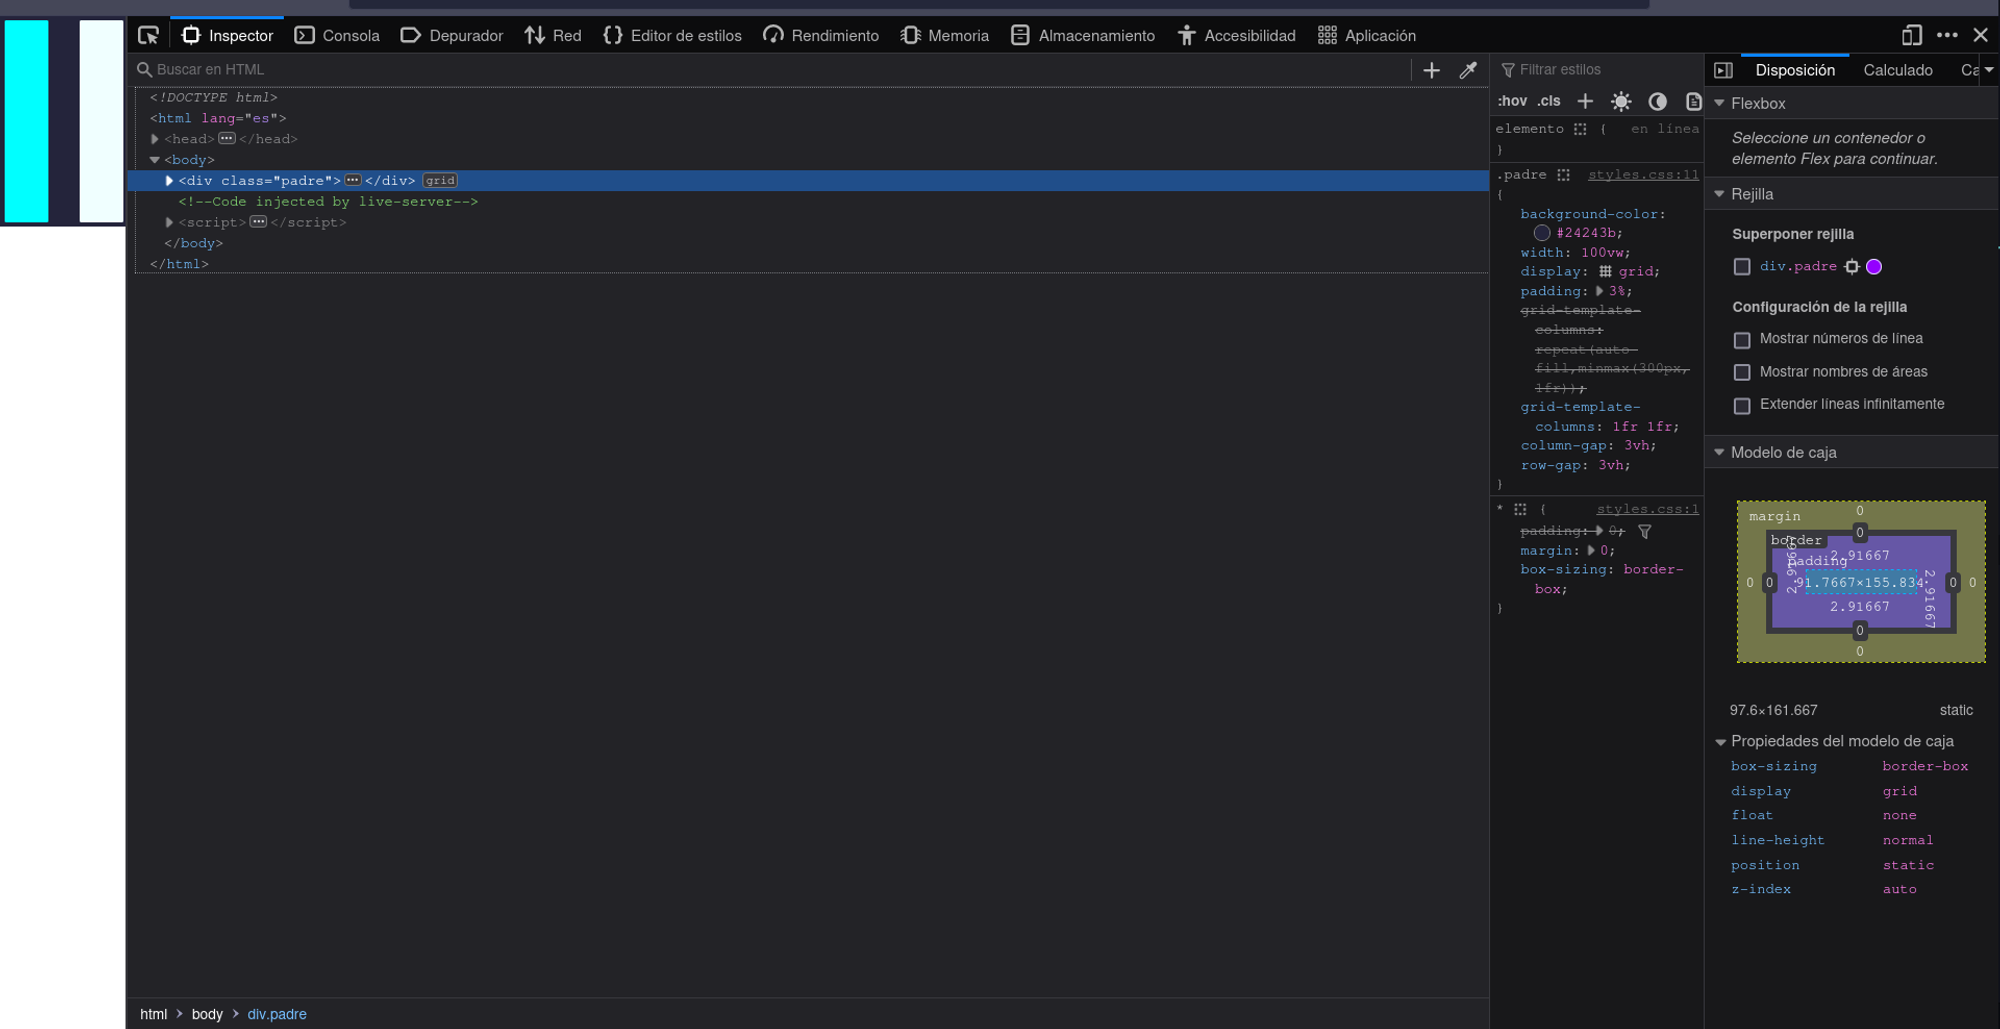 Inspector Consola Depurador Red Editor de estilos Rendimiento Memoria Almacenamiento Accesibilidad Aplicación
Buscar en HTML
<!DOCTYPE html>
<html lang="es">
<head></head>
<body>
<div class="padre"></div> grid
<!--Code injected by live-server-->
<script></script>
</body>
</html>
html > body > div.padre
Filtrar estilos
:hov .cls
elemento { en línea
}
.padre styles.css:11
{
background-color:
#24243b;
width: 100vw;
display: grid;
padding: 3%;
grid-template-
columns:
repeat(auto-
fill,minmax(300px,
1fr));
grid-template-
columns: 1fr 1fr;
column-gap: 3vh;
row-gap: 3vh;
}
* { styles.css:1
padding: 0;
margin: 0;
box-sizing: border-
box;
}
Disposición Calculado Ca
Flexbox
Seleccione un contenedor o
elemento Flex para continuar.
Rejilla
Superponer rejilla
div.padre
Configuración de la rejilla
Mostrar números de línea
Mostrar nombres de áreas
Extender líneas infinitamente
Modelo de caja
margin 0
border 0
padding 2.91667
0 0 2.91667 91.7667×155.834 2.91667 0 0
2.91667
0
0
97.6×161.667 static
Propiedades del modelo de caja
box-sizing border-box
display grid
float none
line-height normal
position static
z-index auto